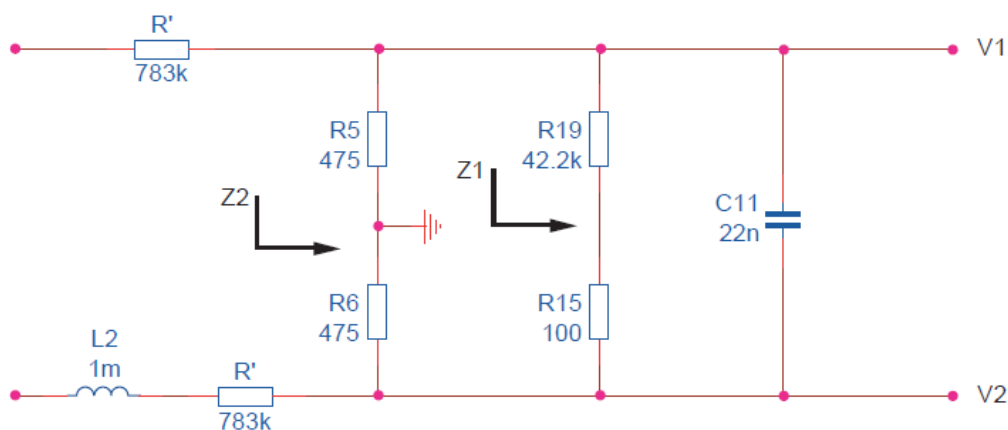 R'
783k
V1
R5
475
R19
42.2k
Z1
Z2
C11
22n
R6
475
R15
100
L2
1m
R'
783k
V2